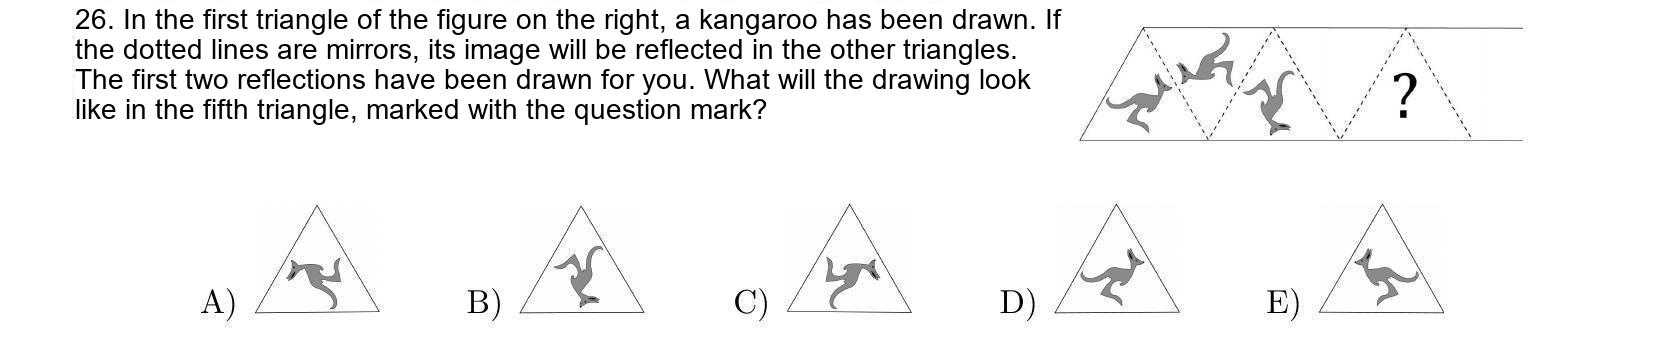 26. In the first triangle of the figure on the right, a kangaroo has been drawn. If
the dotted lines are mirrors, its image will be reflected in the other triangles.
The first two reflections have been drawn for you. What will the drawing look
like in the fifth triangle, marked with the question mark?
?
A) B) C) D) E)